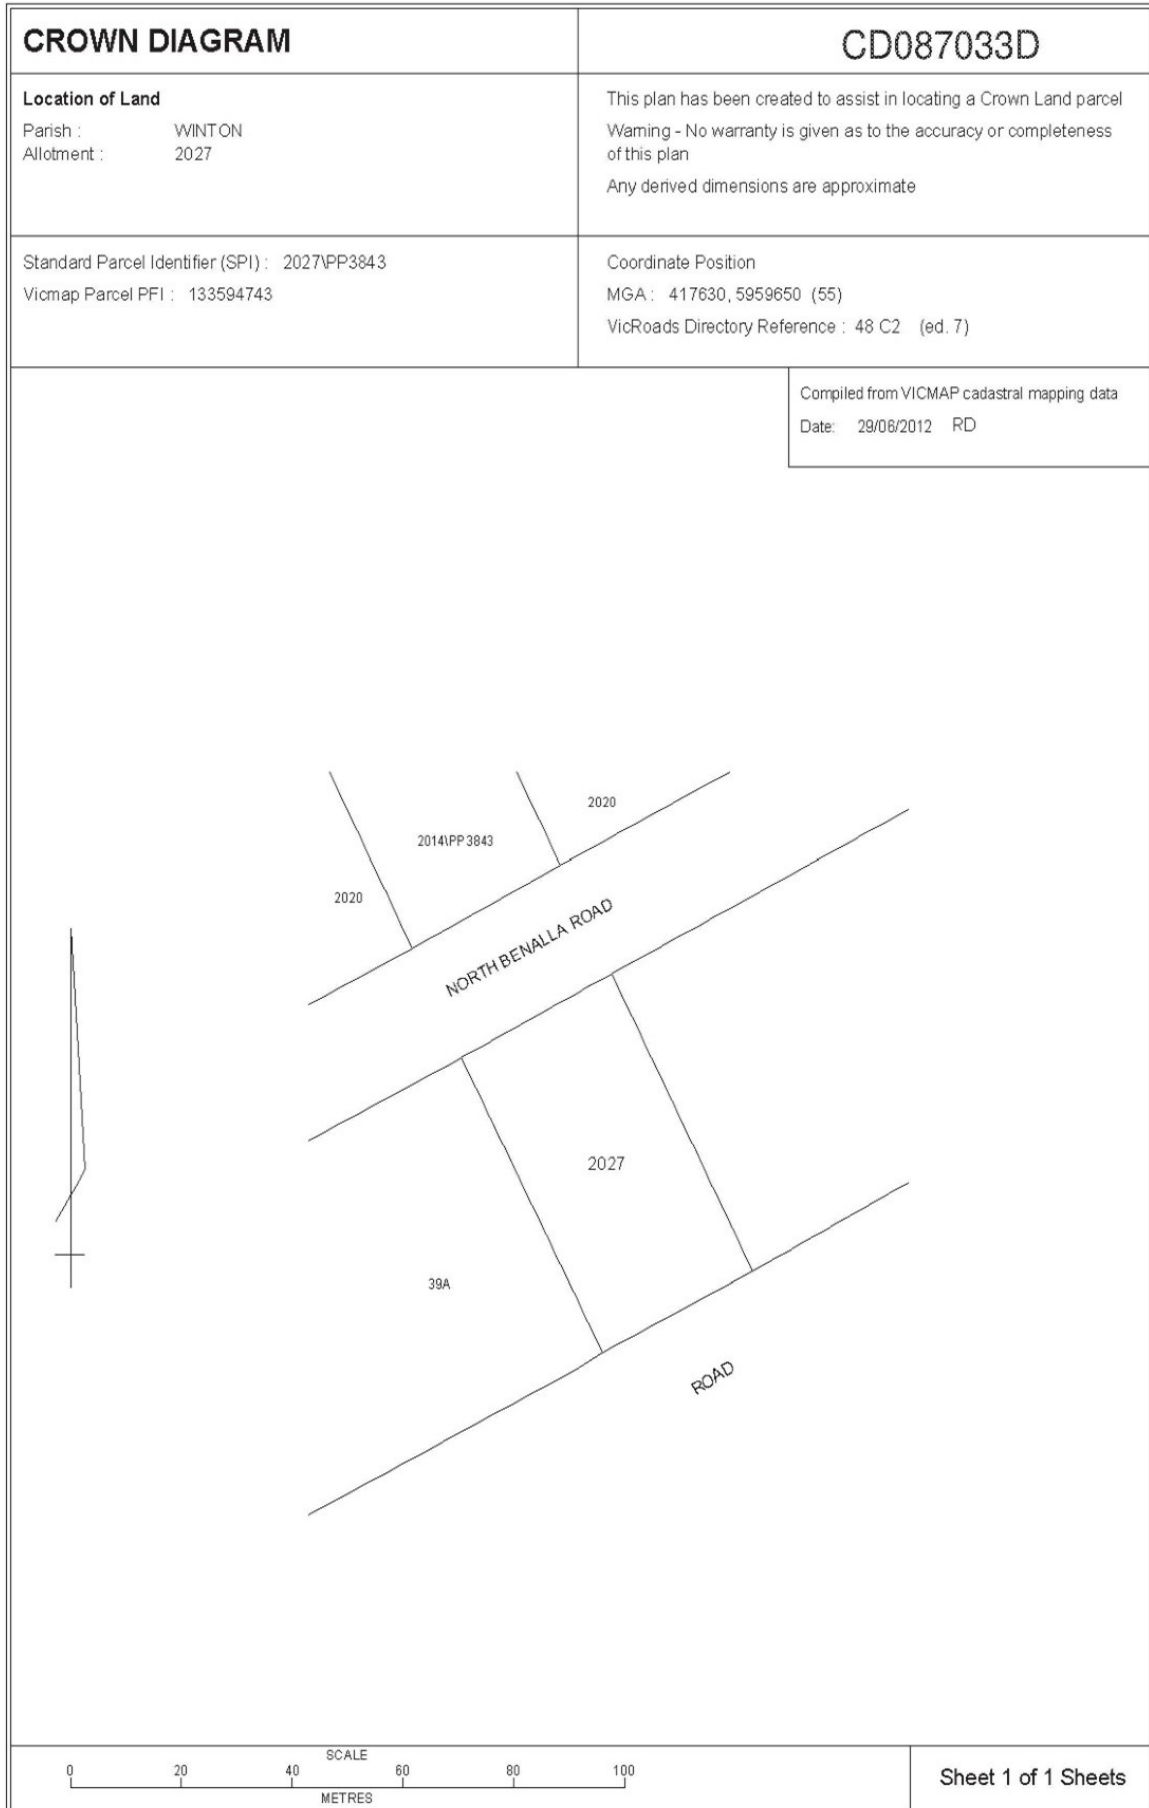 CROWN DIAGRAM
CD087033D
Location of Land
Parish : WINTON
Allotment : 2027
This plan has been created to assist in locating a Crown Land parcel
Warning - No warranty is given as to the accuracy or completeness
of this plan
Any derived dimensions are approximate
Standard Parcel Identifier (SPI) : 2027\PP3843
Vicmap Parcel PFI : 133594743
Coordinate Position
MGA : 417630, 5959650 (55)
VicRoads Directory Reference : 48 C2 (ed. 7)
Compiled from VICMAP cadastral mapping data
Date: 29/06/2012 RD
2020
2014\PP3843
2020
NORTH BENALLA ROAD
2027
39A
ROAD
SCALE
0 20 40 60 80 100
METRES
Sheet 1 of 1 Sheets